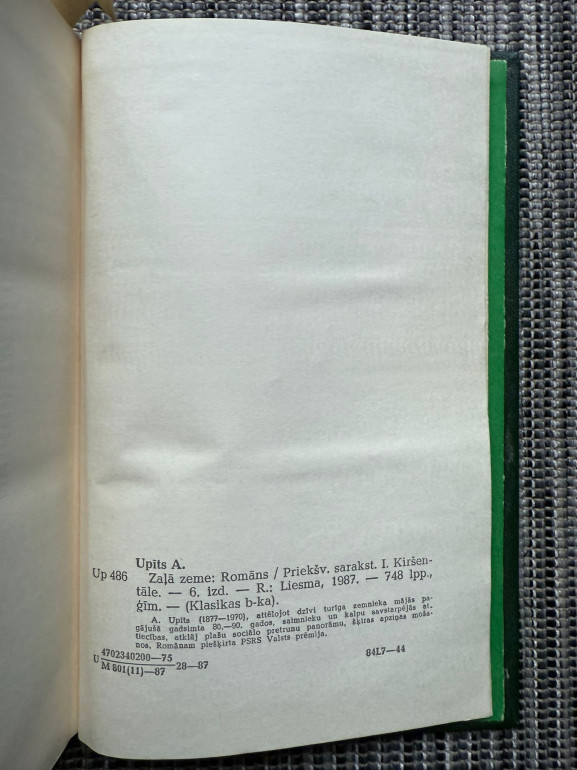 Upīts A.
Up 486 Zaļā zeme: Romāns / Priekšv. sarakst. I. Kiršen-
tāle. — 6. izd. — R.: Liesma, 1987. — 748 lpp.,
ģīm. — (Klasikas b-ka).
A. Upīts (1877—1970), attēlojot dzīvi turīga zemnieka mājās pa-
gājušā gadsimta 80.—90. gados, saimnieku un kalpu savstarpējās at-
tiecības, atklāj plašu sociālo pretrunu panorāmu, šķiras apziņas mošа-
nos. Romānam piešķirta PSRS Valsts prēmija.
U 4702340200—75
M 801(11)—87 28—87 84L7—44